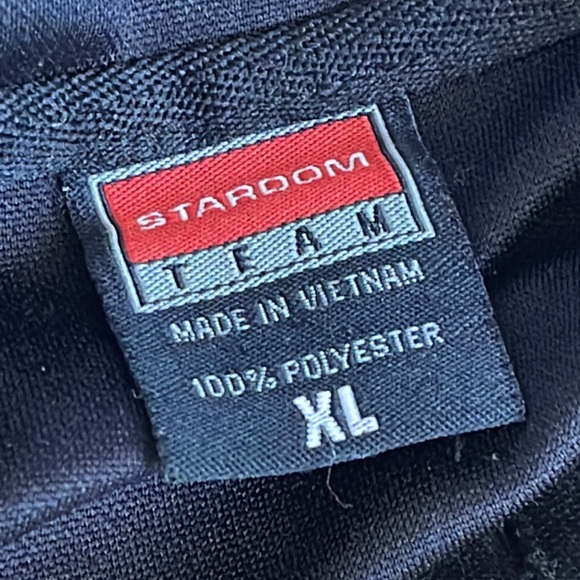 STARDOM
TEAM
MADE IN VIETNAM
100% POLYESTER
XL